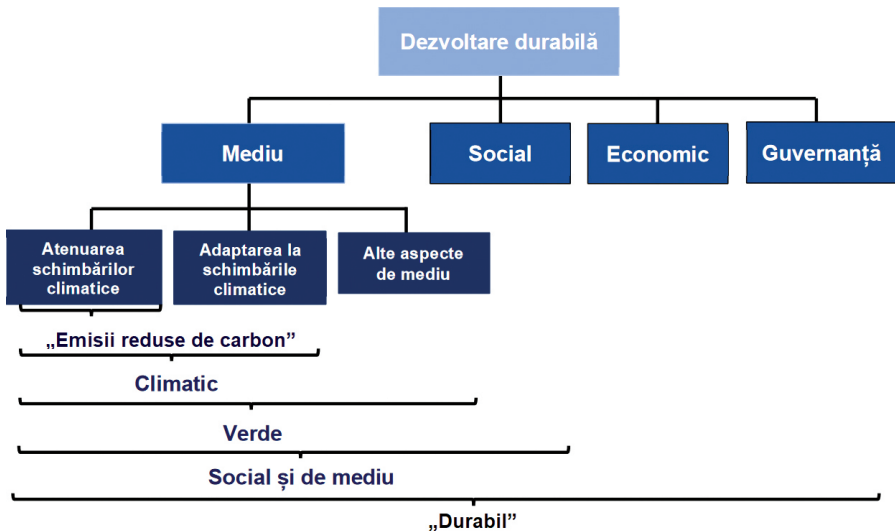 Dezvoltare durabilă
Mediu
Social
Economic
Guvernanță
Atenuarea
schimbărilor
climatice
Adaptarea la
schimbările
climatice
Alte aspecte
de mediu
„Emisii reduse de carbon”
Climatic
Verde
Social și de mediu
„Durabil”